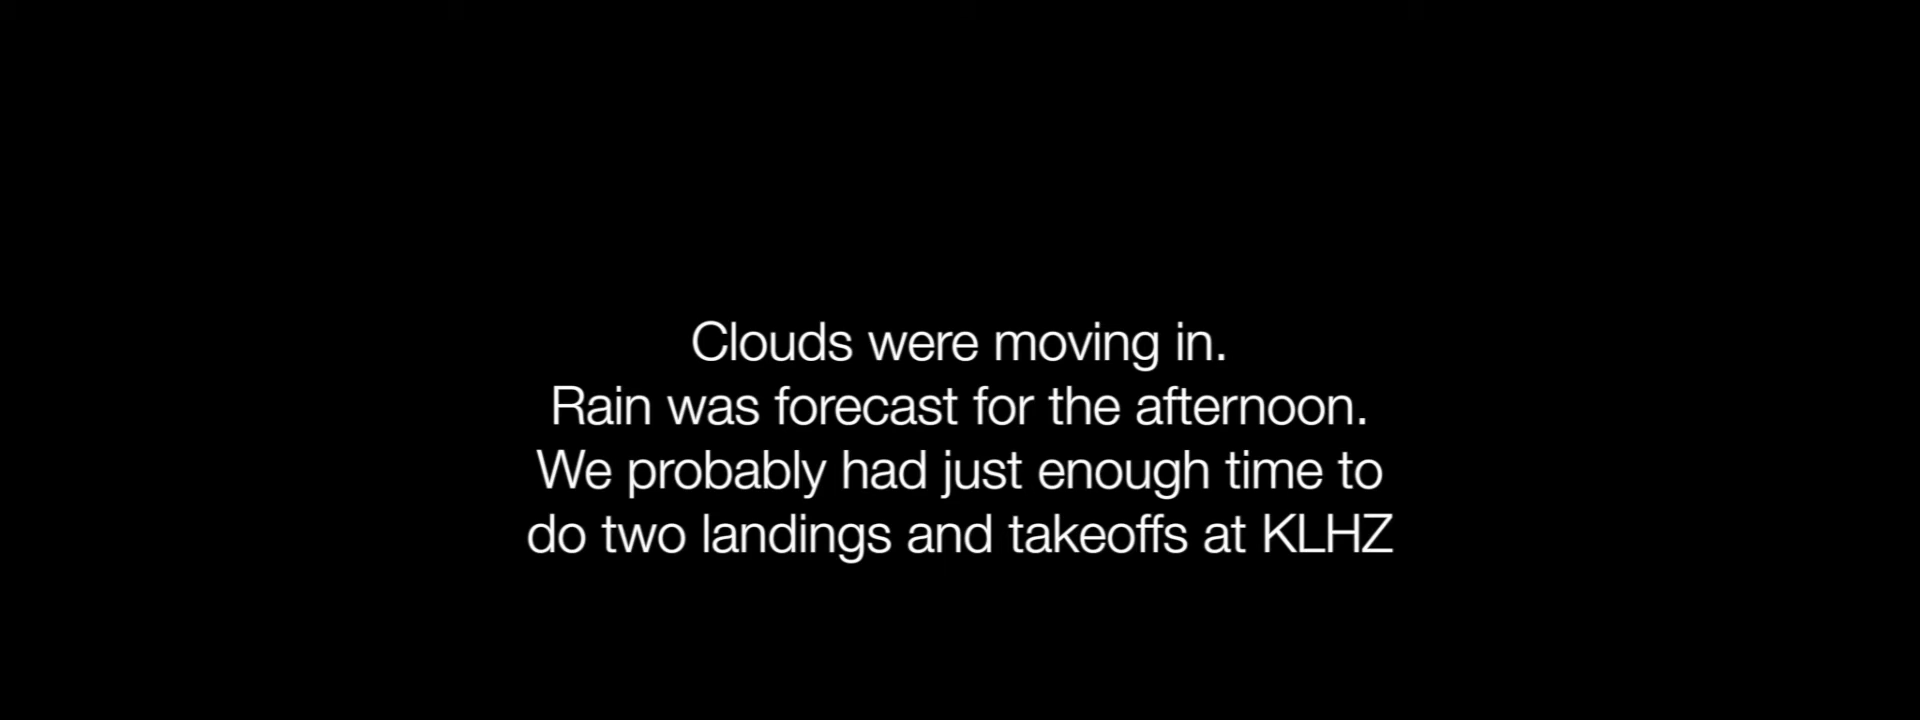 Clouds were moving in.
Rain was forecast for the afternoon.
We probably had just enough time to
do two landings and takeoffs at KLHZ